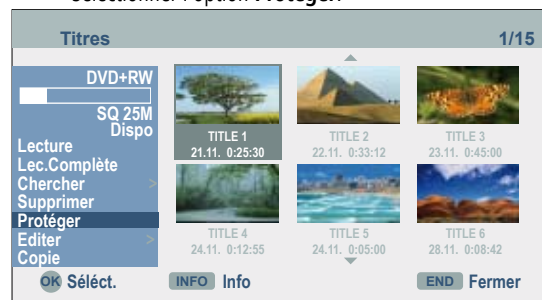 Sélectionner l'option Protéger.
Titres 1/15
DVD+RW
SQ 25M
Dispo
Lecture
Lec.Complète
Chercher >
Supprimer
Protéger
Editer >
Copie
TITLE 1
21.11. 0:25:30
TITLE 2
22.11. 0:33:12
TITLE 3
23.11. 0:45:00
TITLE 4
24.11. 0:12:55
TITLE 5
24.11. 0:05:00
TITLE 6
28.11. 0:08:42
OK Séléct. INFO Info END Fermer